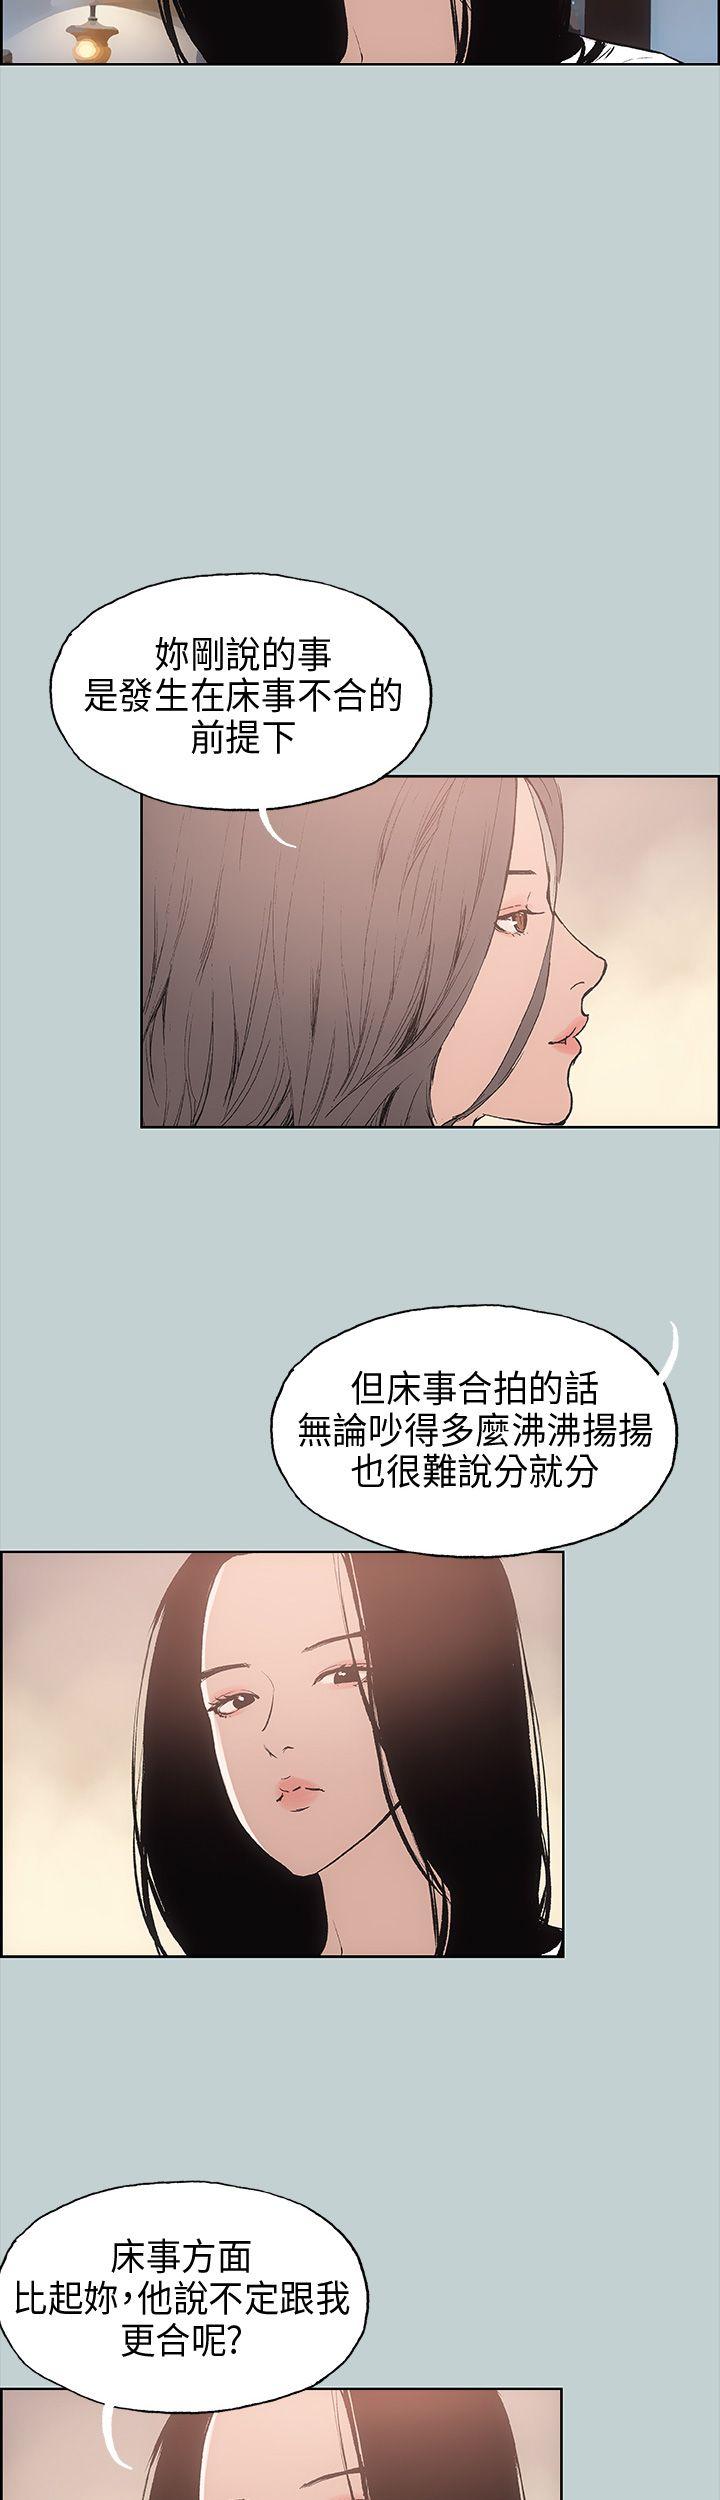 妳剛說的事
是發生在床事不合的
前提下
但床事合拍的話
無論吵得多麼沸沸揚揚
也很難說分就分
床事方面
比起妳，他說不定跟我
更合呢?